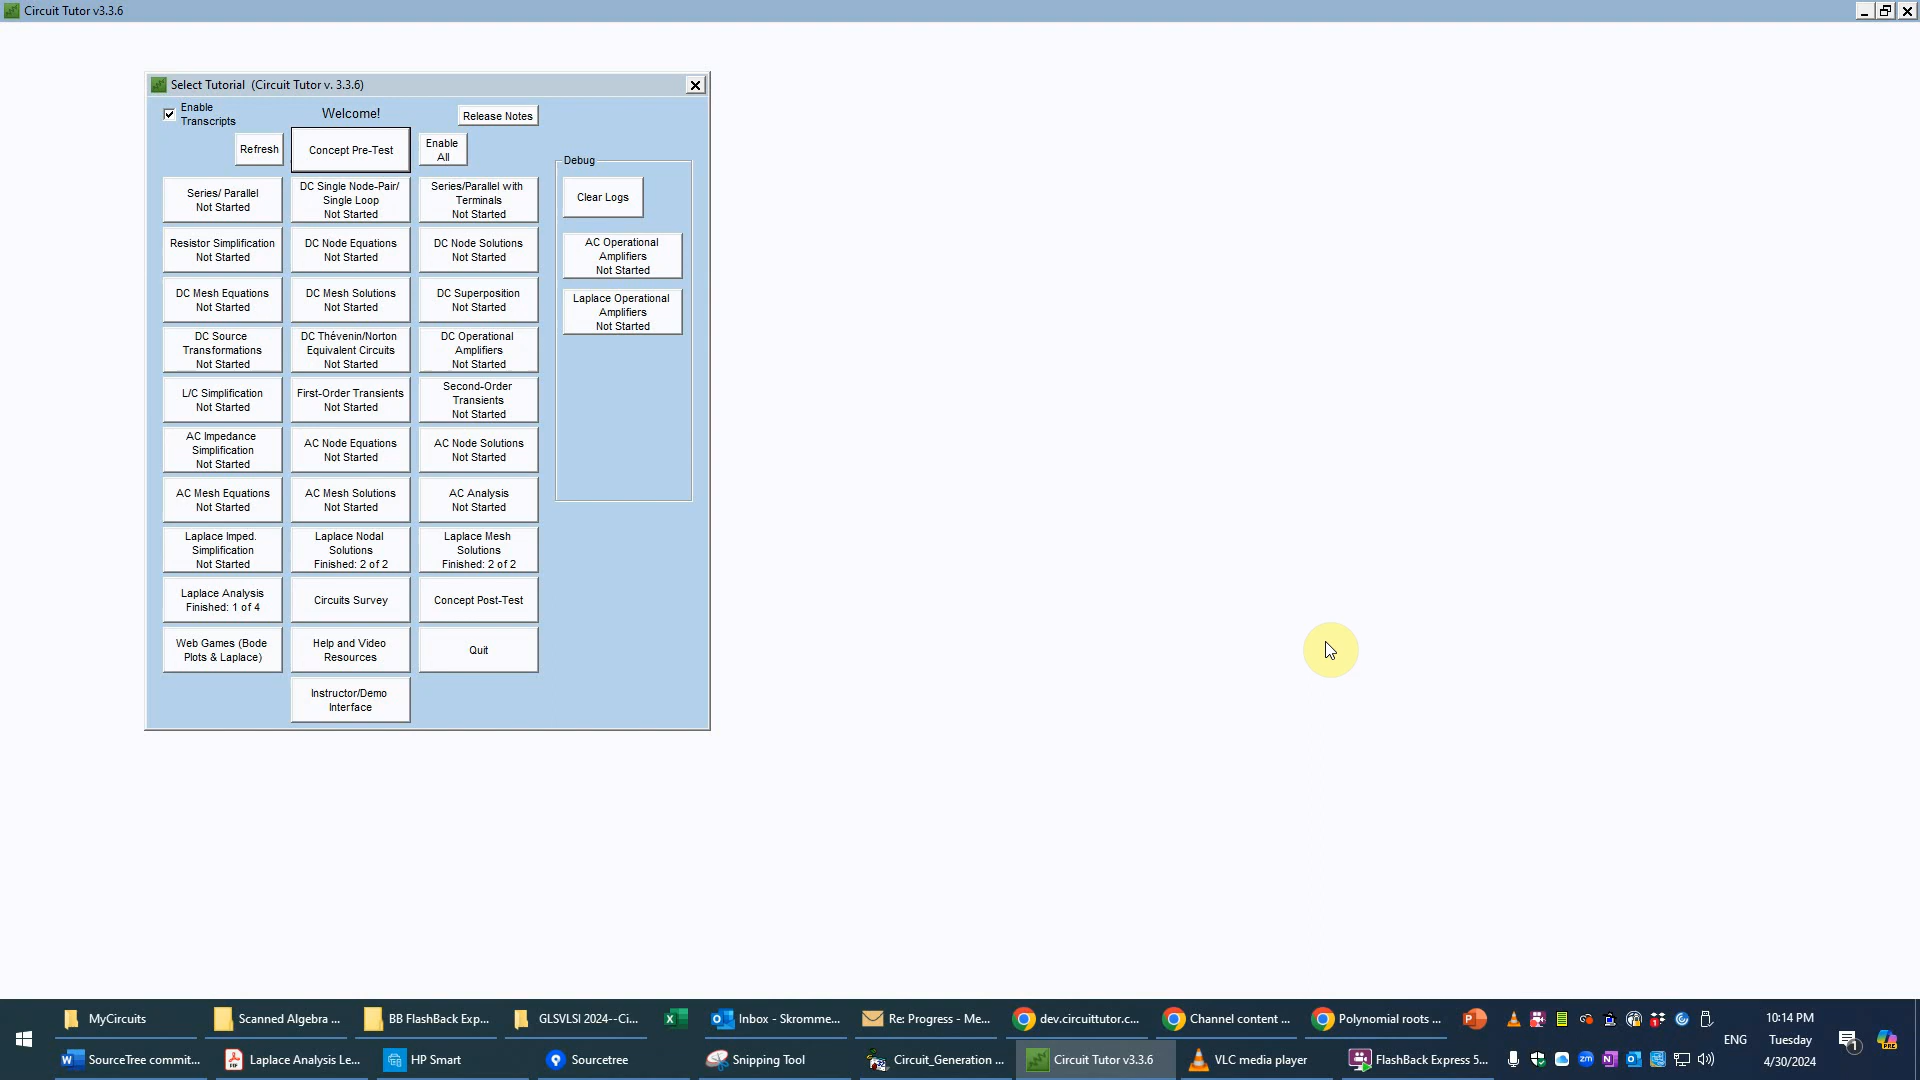 Circuit Tutor v3.3.6
Select Tutorial (Circuit Tutor v. 3.3.6)
Enable
Transcripts
Welcome!
Release Notes
Refresh
Concept Pre-Test
Enable
All
Debug
Series/ Parallel
Not Started
DC Single Node-Pair/
Single Loop
Not Started
Series/Parallel with
Terminals
Not Started
Clear Logs
Resistor Simplification
Not Started
DC Node Equations
Not Started
DC Node Solutions
Not Started
AC Operational
Amplifiers
Not Started
DC Mesh Equations
Not Started
DC Mesh Solutions
Not Started
DC Superposition
Not Started
Laplace Operational
Amplifiers
Not Started
DC Source
Transformations
Not Started
DC Thévenin/Norton
Equivalent Circuits
Not Started
DC Operational
Amplifiers
Not Started
L/C Simplification
Not Started
First-Order Transients
Not Started
Second-Order
Transients
Not Started
AC Impedance
Simplification
Not Started
AC Node Equations
Not Started
AC Node Solutions
Not Started
AC Mesh Equations
Not Started
AC Mesh Solutions
Not Started
AC Analysis
Not Started
Laplace Imped.
Simplification
Not Started
Laplace Nodal
Solutions
Finished: 2 of 2
Laplace Mesh
Solutions
Finished: 2 of 2
Laplace Analysis
Finished: 1 of 4
Circuits Survey
Concept Post-Test
Web Games (Bode
Plots & Laplace)
Help and Video
Resources
Quit
Instructor/Demo
Interface
MyCircuits
Scanned Algebra ...
BB FlashBack Exp...
GLSVLSI 2024--Ci...
Inbox - Skromme...
Re: Progress - Me...
dev.circuittutor.c...
Channel content ...
Polynomial roots ...
10:14 PM
ENG
Tuesday
4/30/2024
SourceTree commit...
Laplace Analysis Le...
HP Smart
Sourcetree
Snipping Tool
Circuit_Generation ...
Circuit Tutor v3.3.6
VLC media player
FlashBack Express 5...